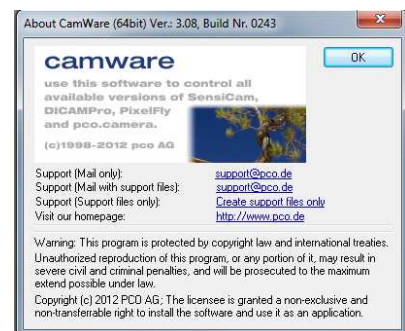 About CamWare (64bit) Ver.: 3.08, Build Nr. 0243
camware
OK
use this software to control all
available versions of SensiCam,
DICAMPro, PixelFly
and pco.camera.
(c)1998-2012 pco AG
Support (Mail only): support@pco.de
Support (Mail with support files): support@pco.de
Support (Support files only): Create support files only
Visit our homepage: http://www.pco.de
Warning: This program is protected by copyright law and international treaties.
Unauthorized reproduction of this program, or any portion of it, may result in
severe civil and criminal penalties, and will be prosecuted to the maximum
extend possible under law.
Copyright (c) 2012 PCO AG; The licensee is granted a non-exclusive and
non-transferrable right to install the software and use it as an application.